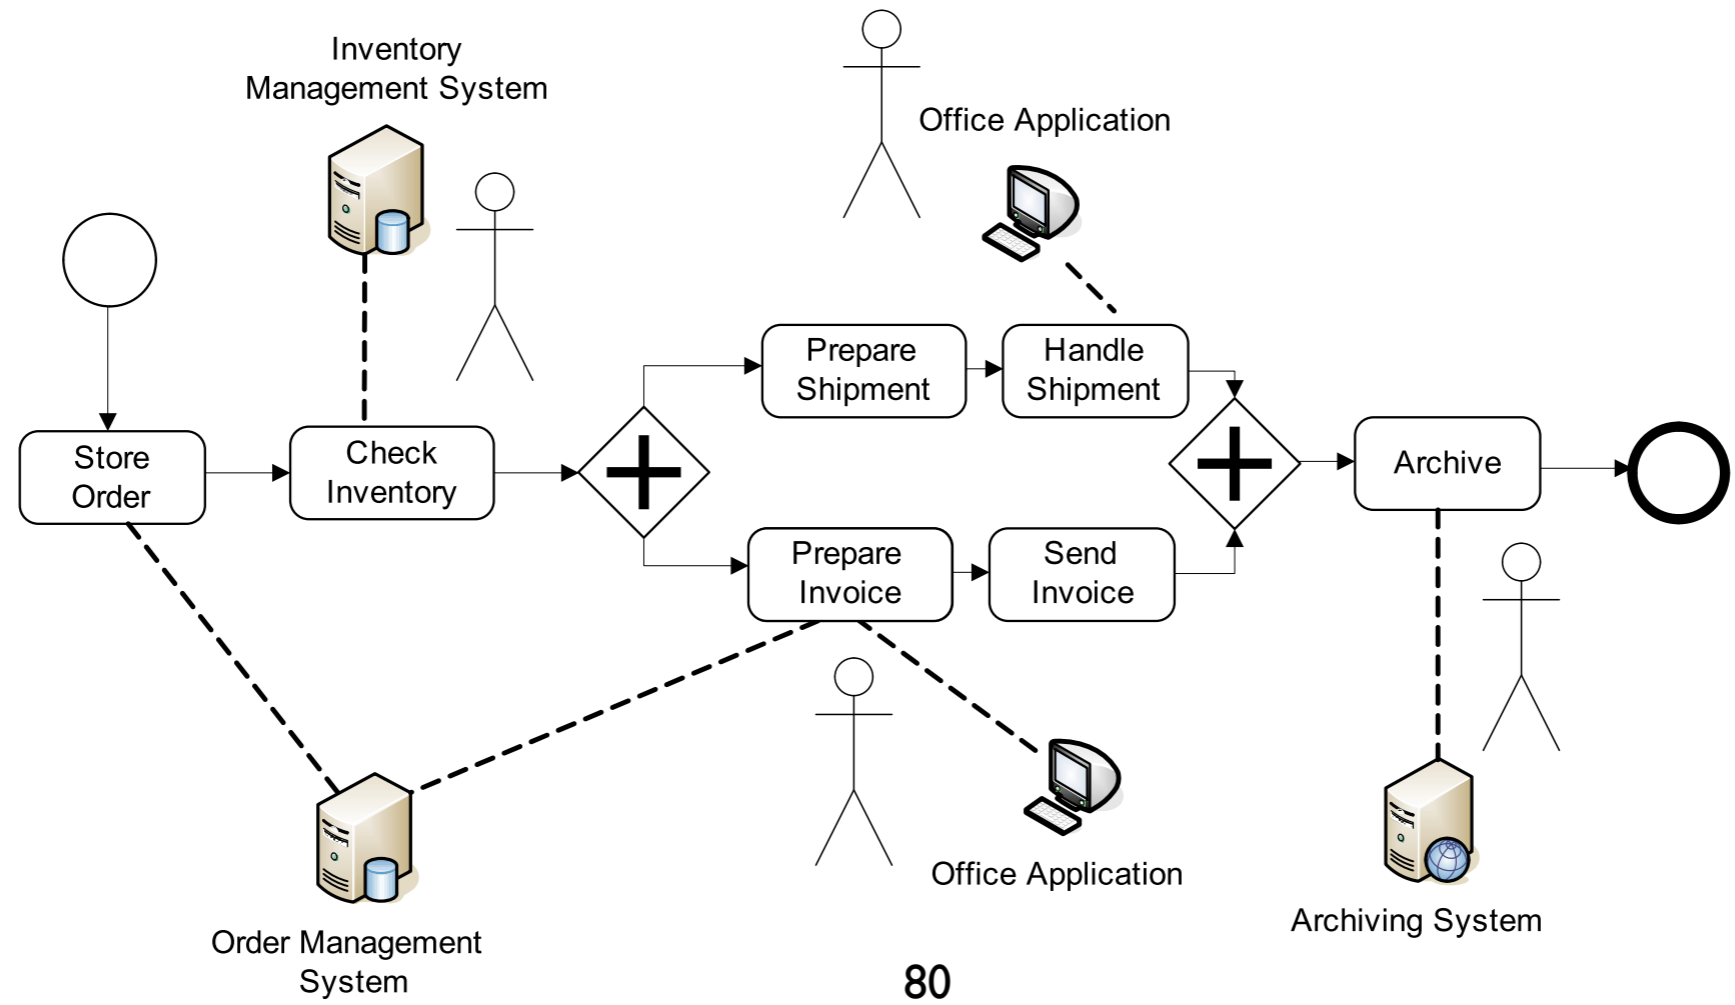 Inventory
Management System
Office Application
Prepare
Shipment
Handle
Shipment
Store
Order
Check
Inventory
Archive
Prepare
Invoice
Send
Invoice
Office Application
Archiving System
Order Management
System
80